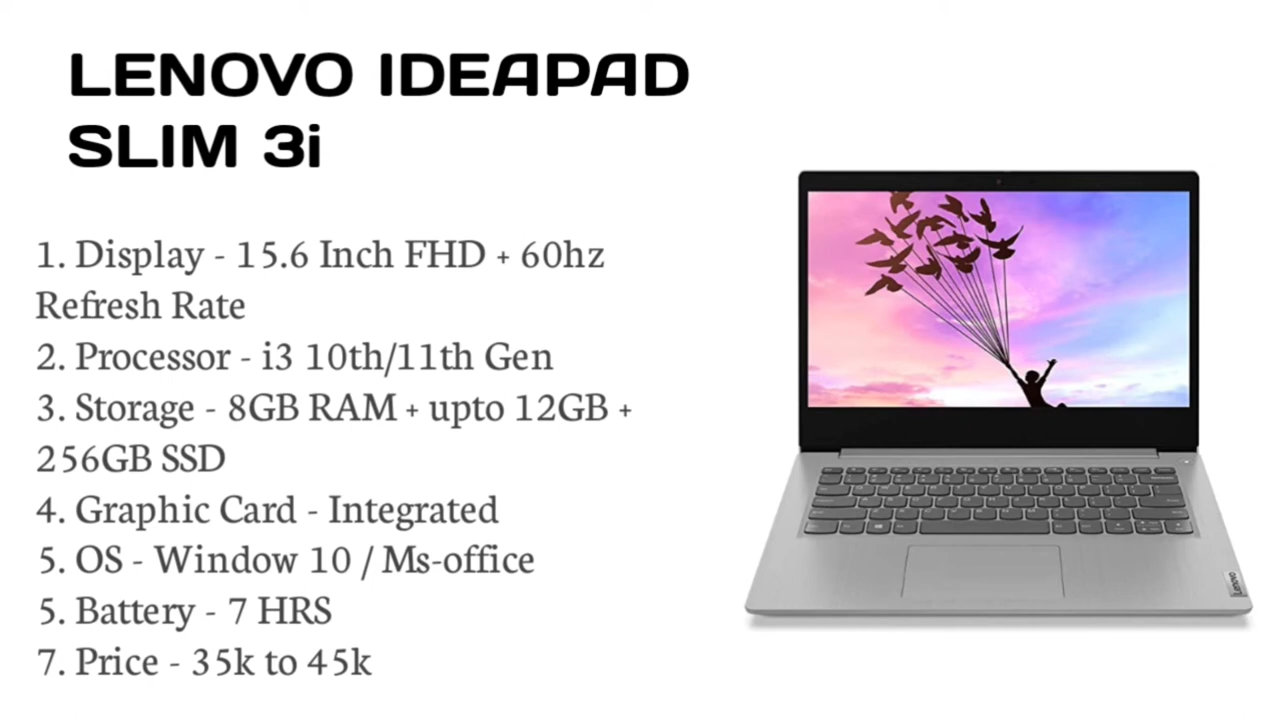 LENOVO IDEAPAD
SLIM 3i
1. Display - 15.6 Inch FHD + 60hz
Refresh Rate
2. Processor - i3 10th/11th Gen
3. Storage - 8GB RAM + upto 12GB +
256GB SSD
4. Graphic Card - Integrated
5. OS - Window 10 / Ms-office
5. Battery - 7 HRS
7. Price - 35k to 45k
Lenovo